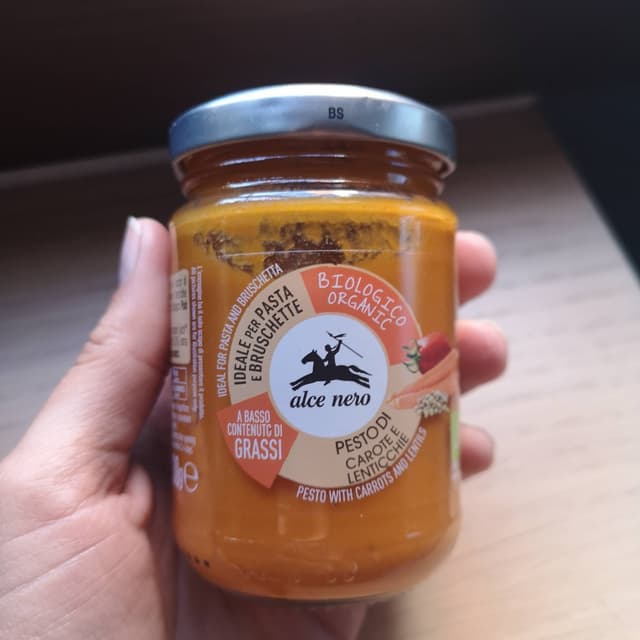 BS
IDEAL FOR PASTA AND BRUSCHETTA
IDEALE PER PASTA
E BRUSCHETTE
BIOLOGICO
ORGANIC
alce nero
A BASSO
CONTENUTO DI
GRASSI
PESTO DI
CAROTE E
LENTICCHIE
PESTO WITH CARROTS AND LENTILS